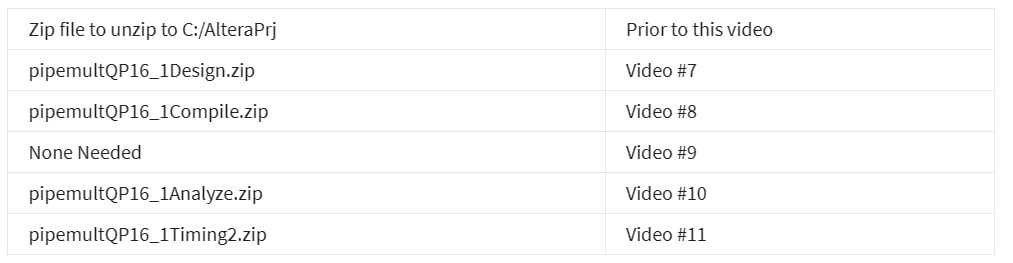 Zip file to unzip to C:/AlteraPrj Prior to this video
pipemultQP16_1Design.zip Video #7
pipemultQP16_1Compile.zip Video #8
None Needed Video #9
pipemultQP16_1Analyze.zip Video #10
pipemultQP16_1Timing2.zip Video #11